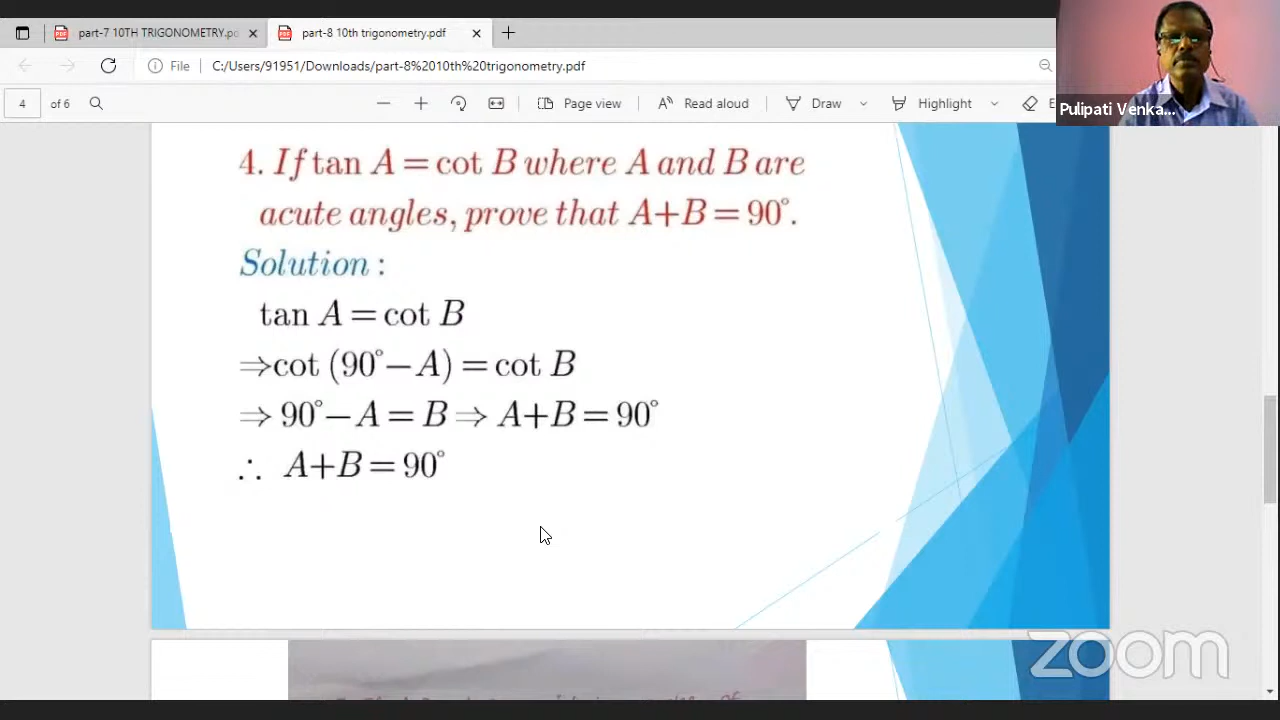 part-7 10TH TRIGONOMETRY.pd
part-8 10th trigonometry.pdf
File C:/Users/91951/Downloads/part-8%2010th%20trigonometry.pdf
4 of 6 Page view Read aloud Draw Highlight E
Pulipati Venka...
4. If tan A = cot B where A and B are
acute angles, prove that A+B = 90°.
Solution :
tan A = cot B
⇒cot (90°−A) = cot B
⇒ 90°−A = B ⇒ A+B = 90°
∴ A+B = 90°
zoom